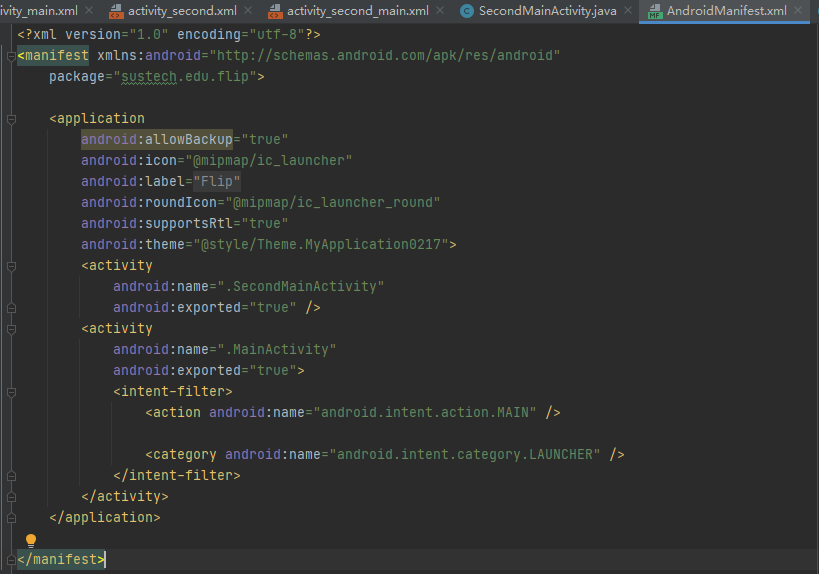 ivity_main.xml activity_second.xml activity_second_main.xml SecondMainActivity.java AndroidManifest.xml
<?xml version="1.0" encoding="utf-8"?>
<manifest xmlns:android="http://schemas.android.com/apk/res/android"
    package="sustech.edu.flip">

    <application
        android:allowBackup="true"
        android:icon="@mipmap/ic_launcher"
        android:label="Flip"
        android:roundIcon="@mipmap/ic_launcher_round"
        android:supportsRtl="true"
        android:theme="@style/Theme.MyApplication0217">
        <activity
            android:name=".SecondMainActivity"
            android:exported="true" />
        <activity
            android:name=".MainActivity"
            android:exported="true">
            <intent-filter>
                <action android:name="android.intent.action.MAIN" />

                <category android:name="android.intent.category.LAUNCHER" />
            </intent-filter>
        </activity>
    </application>

</manifest>